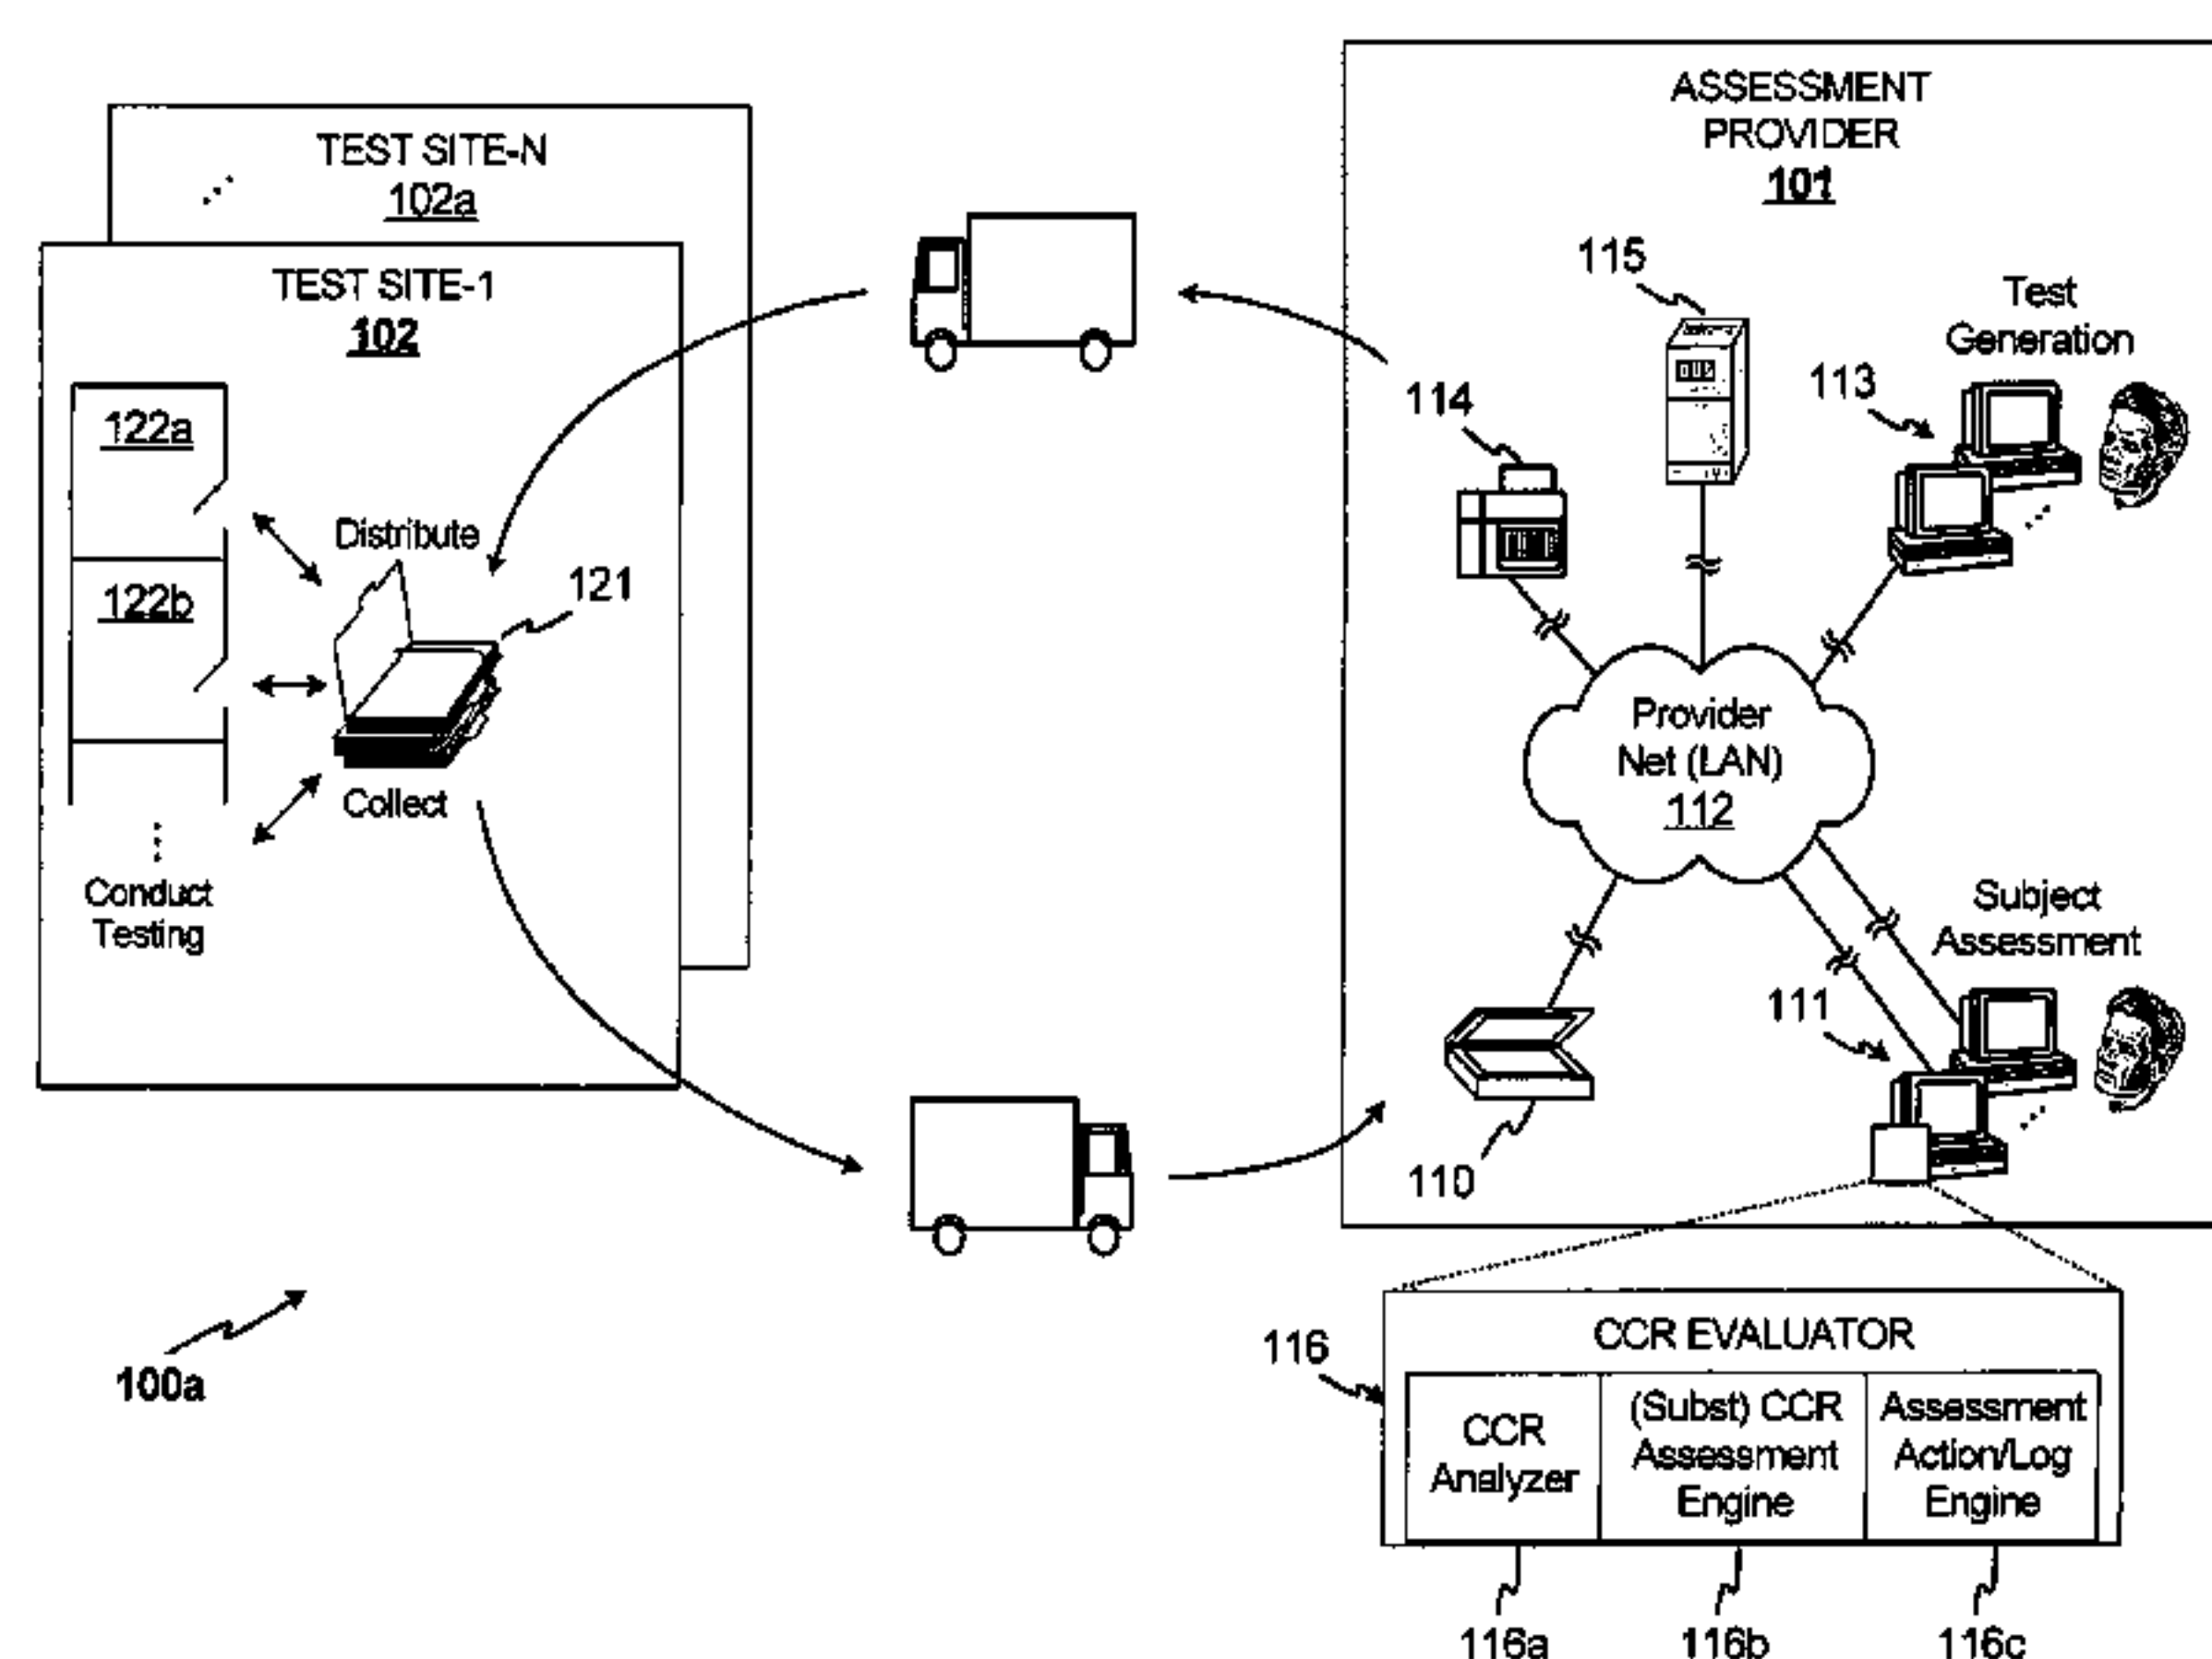 TEST SITE-N
102a
TEST SITE-1
102
122a
122b
Distribute
121
Collect
Conduct
Testing
100a
ASSESSMENT
PROVIDER
101
115
Test
Generation
113
114
Provider
Net (LAN)
112
Subject
Assessment
111
110
116
CCR EVALUATOR
CCR
Analyzer
(Subst) CCR
Assessment
Engine
Assessment
Action/Log
Engine
116a
116b
116c